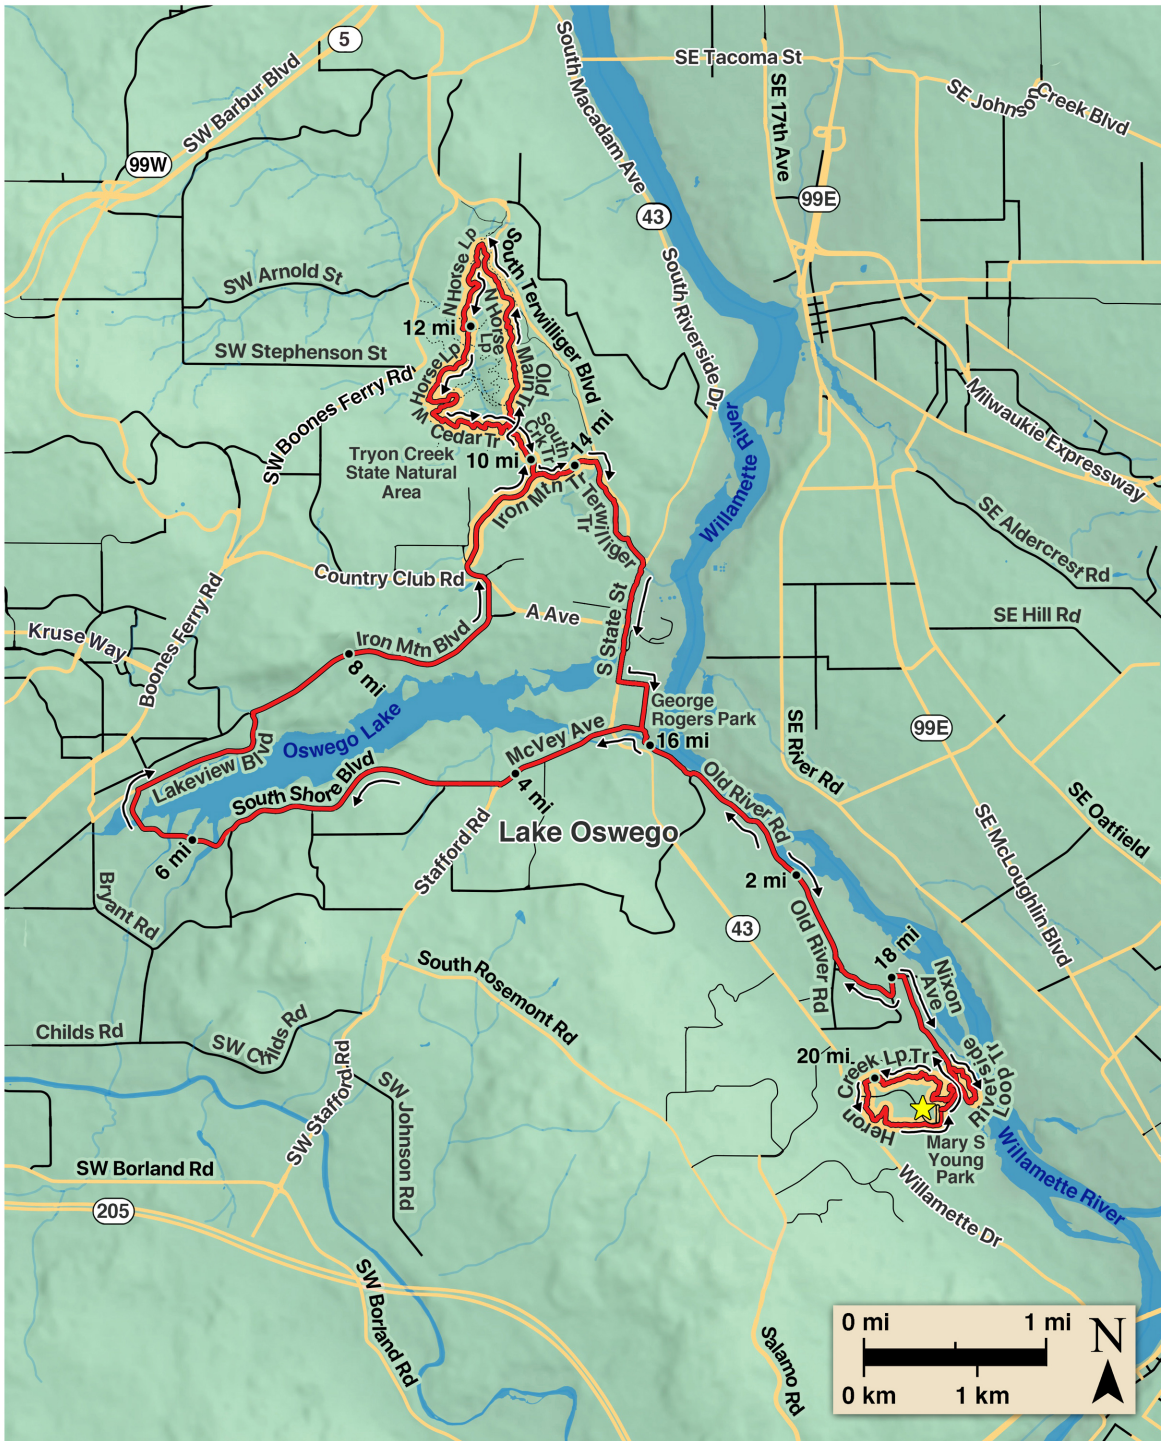 5
South Macadam Ave
SE Tacoma St
SW Barbur Blvd
SE 17th Ave
SE Johnson
Creek Blvd
99W
99E
43
N Horse Lp
South Terwilliger Blvd
South Riverside Dr
SW Arnold St
N Horse
Lp
12 mi
SW Stephenson St
W Horse Lp
Old
Main Tr
SW Boones Ferry Rd
Milwaukie Expressway
Willamette River
Cedar Tr
South
Crk Tr
14 mi
Tryon Creek
State Natural
Area
10 mi
Iron Mtn Tr
Terwilliger
Tr
SE Aldercrest Rd
Country Club Rd
A Ave
Boones Ferry Rd
Kruse Way
Iron Mtn Blvd
S State St
SE Hill Rd
8 mi
George
Rogers Park
Oswego Lake
McVey Ave
16 mi
SE River Rd
99E
Lakeview Blvd
South Shore Blvd
4 mi
Old River Rd
SE Oatfield
Lake Oswego
6 mi
Stafford Rd
2 mi
SE McLoughlin Blvd
Bryant Rd
43
Old River Rd
18 mi
Nixon
Ave
South Rosemont Rd
Childs Rd
SW Childs Rd
SW Stafford Rd
SW Johnson Rd
20 mi
Creek Lp Tr
Riverside
Loop Tr
Heron
Mary S
Young
Park
Willamette River
SW Borland Rd
Willamette Dr
205
SW Borland Rd
Salamo Rd
0 mi 1 mi
N
0 km 1 km